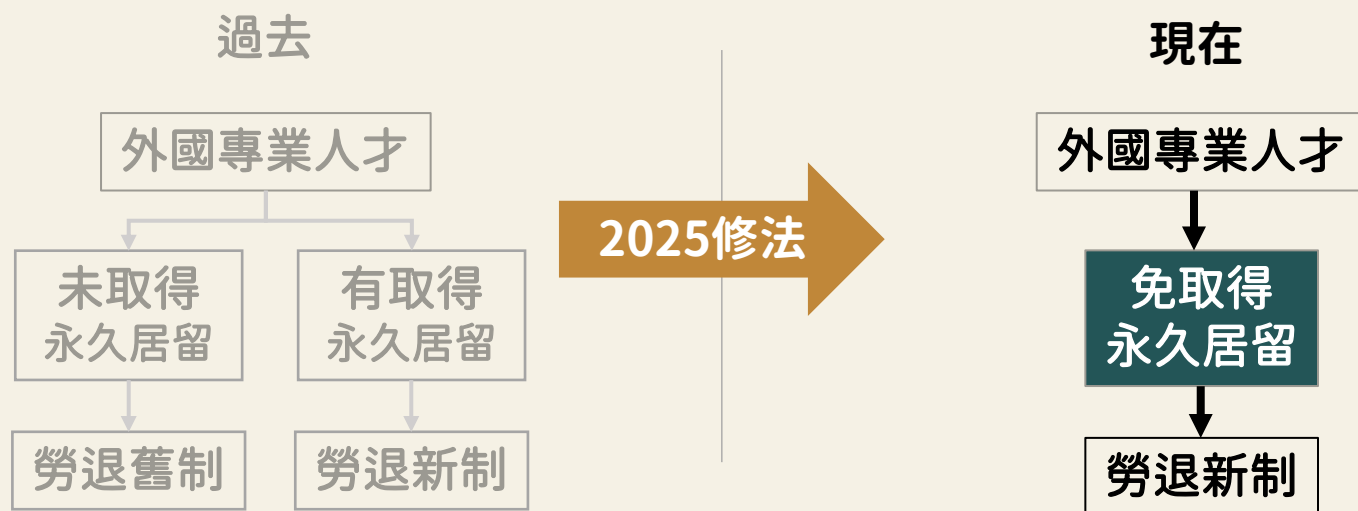 過去
外國專業人才
未取得
永久居留
有取得
永久居留
勞退舊制
勞退新制
2025修法
現在
外國專業人才
免取得
永久居留
勞退新制